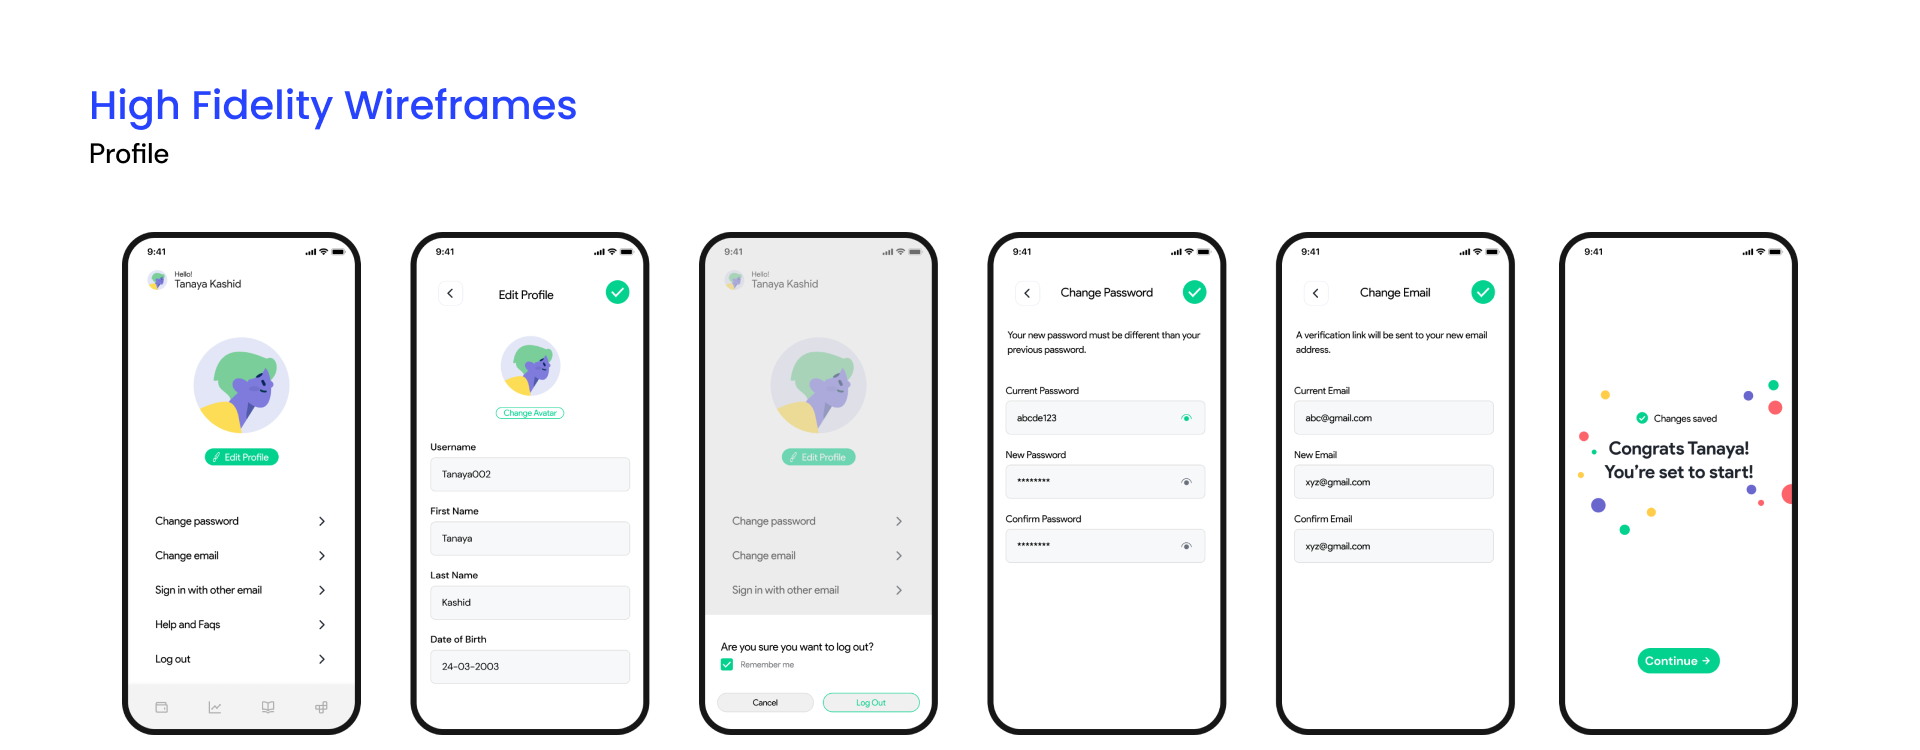 High Fidelity Wireframes
Profile
9:41
Hello!
Tanaya Kashid
Edit Profile
Change password
Change email
Sign in with other email
Help and Faqs
Log out
9:41
Edit Profile
Change Avatar
Username
Tanaya002
First Name
Tanaya
Last Name
Kashid
Date of Birth
24-03-2003
9:41
Hello!
Tanaya Kashid
Edit Profile
Change password
Change email
Sign in with other email
Are you sure you want to log out?
Remember me
Cancel
Log Out
9:41
Change Password
Your new password must be different than your
previous password.
Current Password
abcde123
New Password
********
Confirm Password
********
9:41
Change Email
A verification link will be sent to your new email
address.
Current Email
abc@gmail.com
New Email
xyz@gmail.com
Confirm Email
xyz@gmail.com
9:41
Changes saved
Congrats Tanaya!
You're set to start!
Continue →